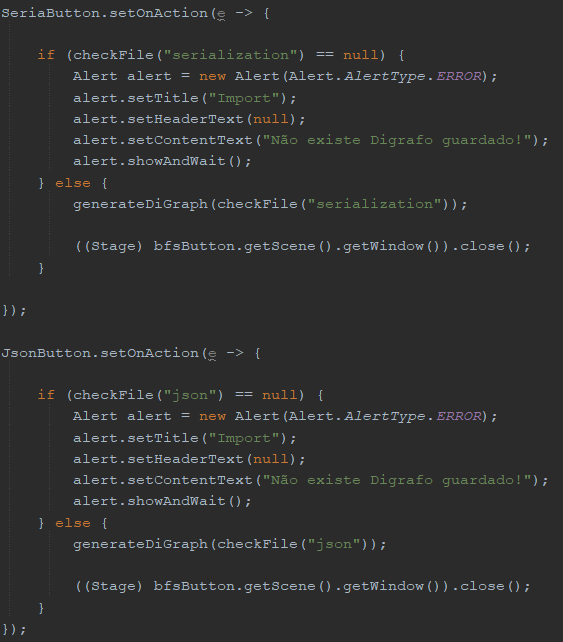 SeriaButton.setOnAction(e -> {
if (checkFile("serialization") == null) {
Alert alert = new Alert(Alert.AlertType.ERROR);
alert.setTitle("Import");
alert.setHeaderText(null);
alert.setContentText("Não existe Digrafo guardado!");
alert.showAndWait();
} else {
generateDiGraph(checkFile("serialization"));
((Stage) bfsButton.getScene().getWindow()).close();
}
});
JsonButton.setOnAction(e -> {
if (checkFile("json") == null) {
Alert alert = new Alert(Alert.AlertType.ERROR);
alert.setTitle("Import");
alert.setHeaderText(null);
alert.setContentText("Não existe Digrafo guardado!");
alert.showAndWait();
} else {
generateDiGraph(checkFile("json"));
((Stage) bfsButton.getScene().getWindow()).close();
}
});